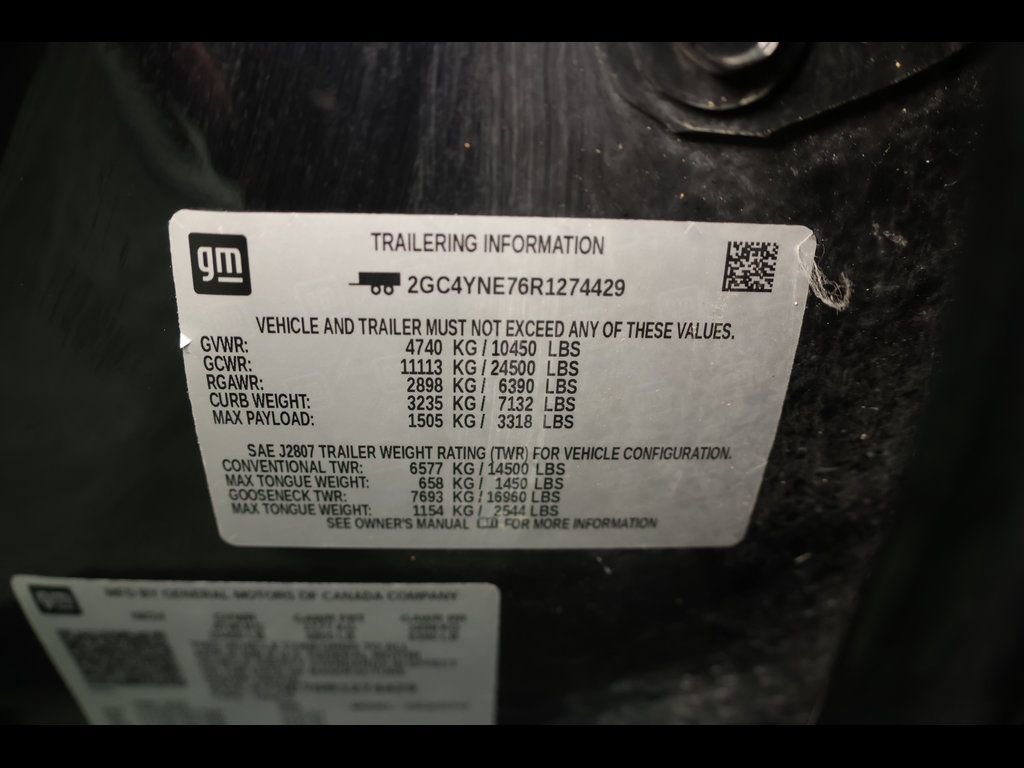 gm
TRAILERING INFORMATION
2GC4YNE76R1274429
VEHICLE AND TRAILER MUST NOT EXCEED ANY OF THESE VALUES.
GVWR: 4740 KG / 10450 LBS
GCWR: 11113 KG / 24500 LBS
RGAWR: 2898 KG / 6390 LBS
CURB WEIGHT: 3235 KG / 7132 LBS
MAX PAYLOAD: 1505 KG / 3318 LBS
SAE J2807 TRAILER WEIGHT RATING (TWR) FOR VEHICLE CONFIGURATION.
CONVENTIONAL TWR: 6577 KG / 14500 LBS
MAX TONGUE WEIGHT: 658 KG / 1450 LBS
GOOSENECK TWR: 7693 KG / 16960 LBS
MAX TONGUE WEIGHT: 1154 KG / 2544 LBS
SEE OWNER'S MANUAL FOR MORE INFORMATION
gm
MFD BY GENERAL MOTORS OF CANADA COMPANY